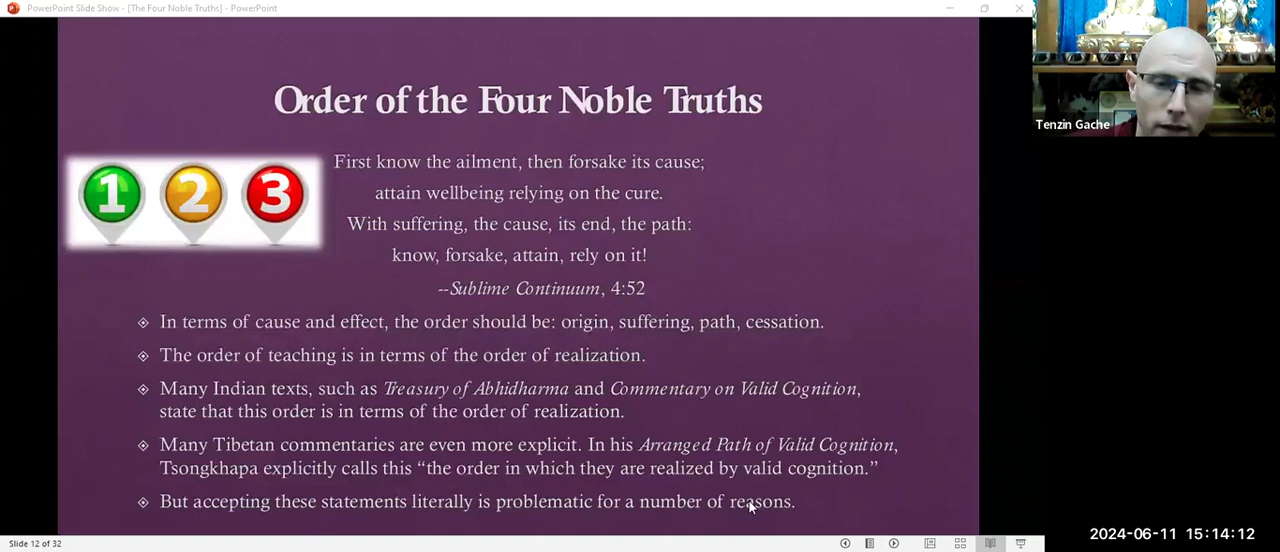 PowerPoint Slide Show - [The Four Noble Truths] - PowerPoint
Order of the Four Noble Truths
1 2 3
First know the ailment, then forsake its cause;
attain wellbeing relying on the cure.
With suffering, the cause, its end, the path:
know, forsake, attain, rely on it!
--Sublime Continuum, 4:52
In terms of cause and effect, the order should be: origin, suffering, path, cessation.
The order of teaching is in terms of the order of realization.
Many Indian texts, such as Treasury of Abhidharma and Commentary on Valid Cognition,
state that this order is in terms of the order of realization.
Many Tibetan commentaries are even more explicit. In his Arranged Path of Valid Cognition,
Tsongkhapa explicitly calls this “the order in which they are realized by valid cognition.”
But accepting these statements literally is problematic for a number of reasons.
Tenzin Gache
Slide 12 of 32
2024-06-11 15:14:12